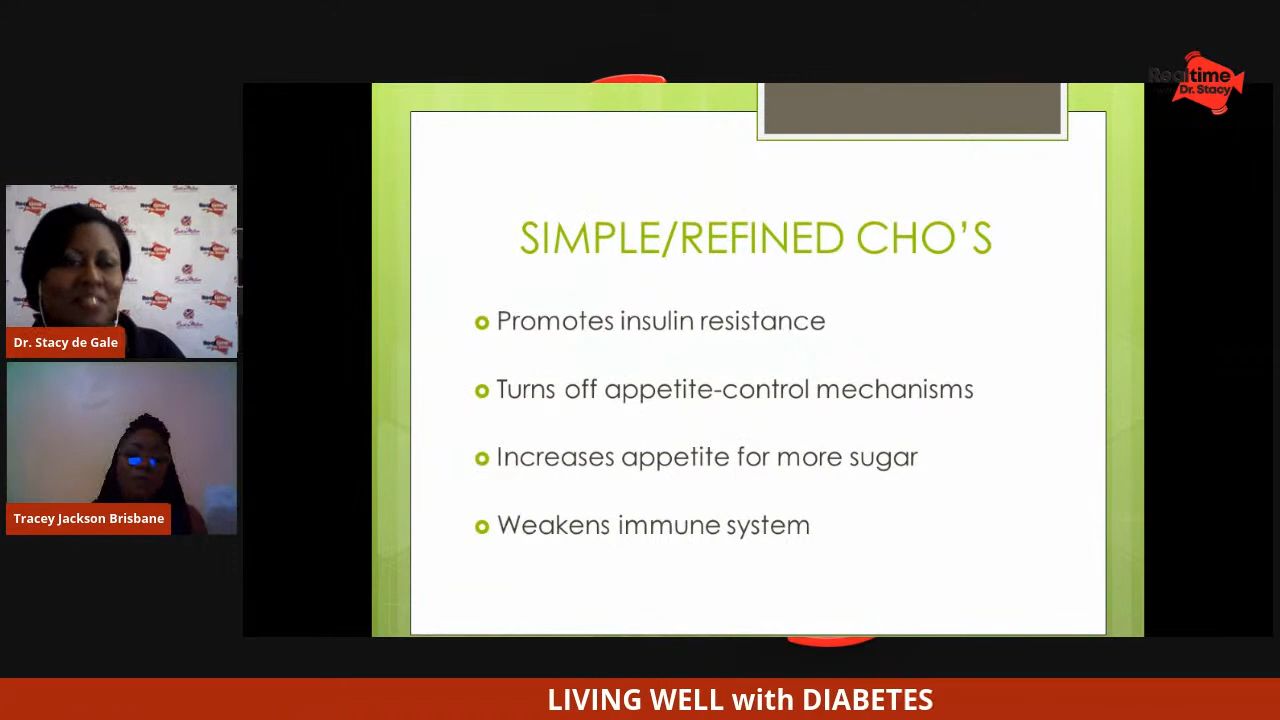 Realtime
Dr. Stacy
SIMPLE/REFINED CHO'S
Promotes insulin resistance
Turns off appetite-control mechanisms
Increases appetite for more sugar
Weakens immune system
Dr. Stacy de Gale
Tracey Jackson Brisbane
LIVING WELL with DIABETES